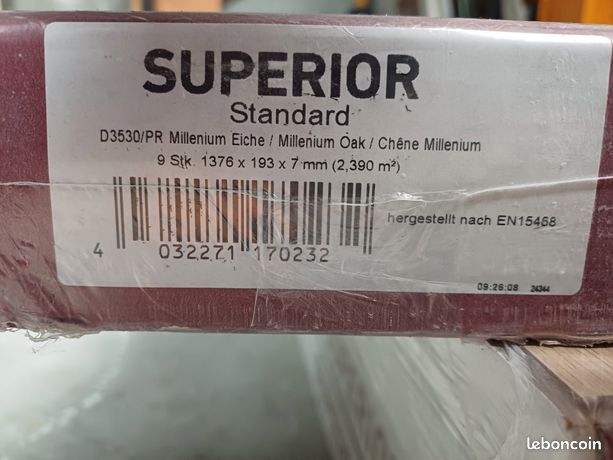 SUPERIOR
Standard
D3530/PR Millenium Eiche / Millenium Oak / Chêne Millenium
9 Stk. 1376 x 193 x 7 mm (2,390 m²)
hergestellt nach EN15468
4 032271 170232
09:26:08 24344
leboncoin